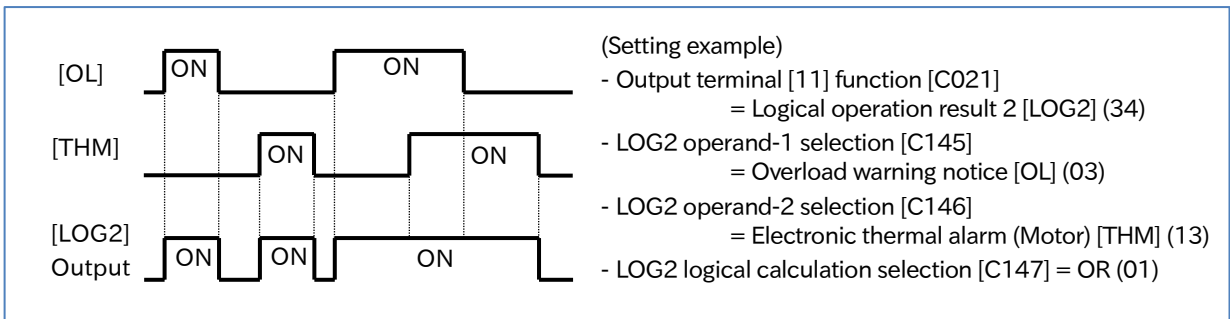 [OL] ON ON
[THM] ON ON
[LOG2]
Output ON ON ON
(Setting example)
- Output terminal [11] function [C021]
= Logical operation result 2 [LOG2] (34)
- LOG2 operand-1 selection [C145]
= Overload warning notice [OL] (03)
- LOG2 operand-2 selection [C146]
= Electronic thermal alarm (Motor) [THM] (13)
- LOG2 logical calculation selection [C147] = OR (01)